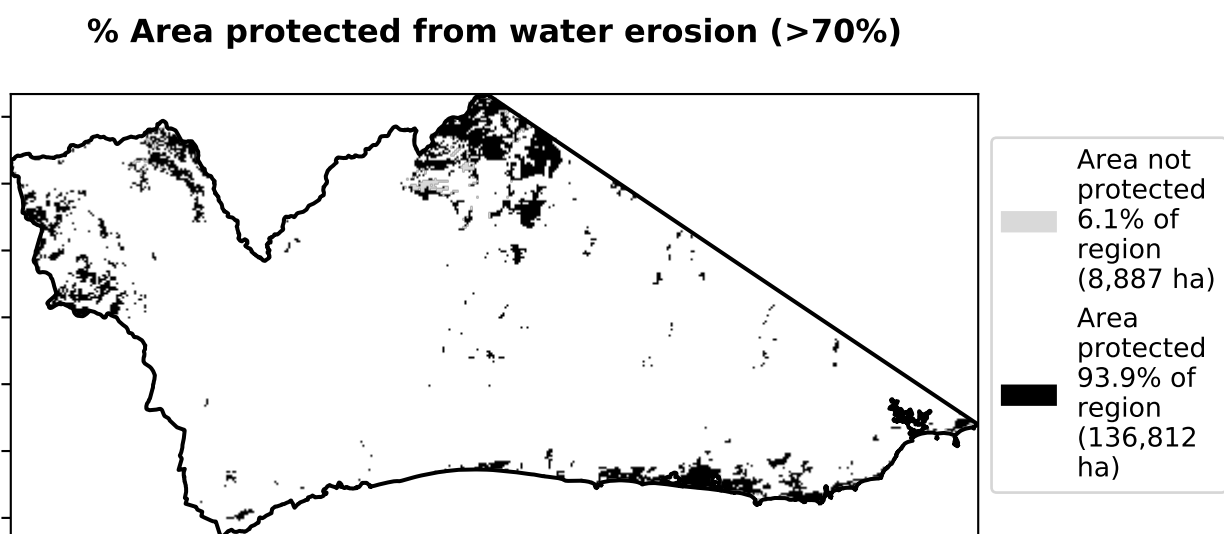 % Area protected from water erosion (>70%)
Area not
protected
6.1% of
region
(8,887 ha)
Area
protected
93.9% of
region
(136,812
ha)